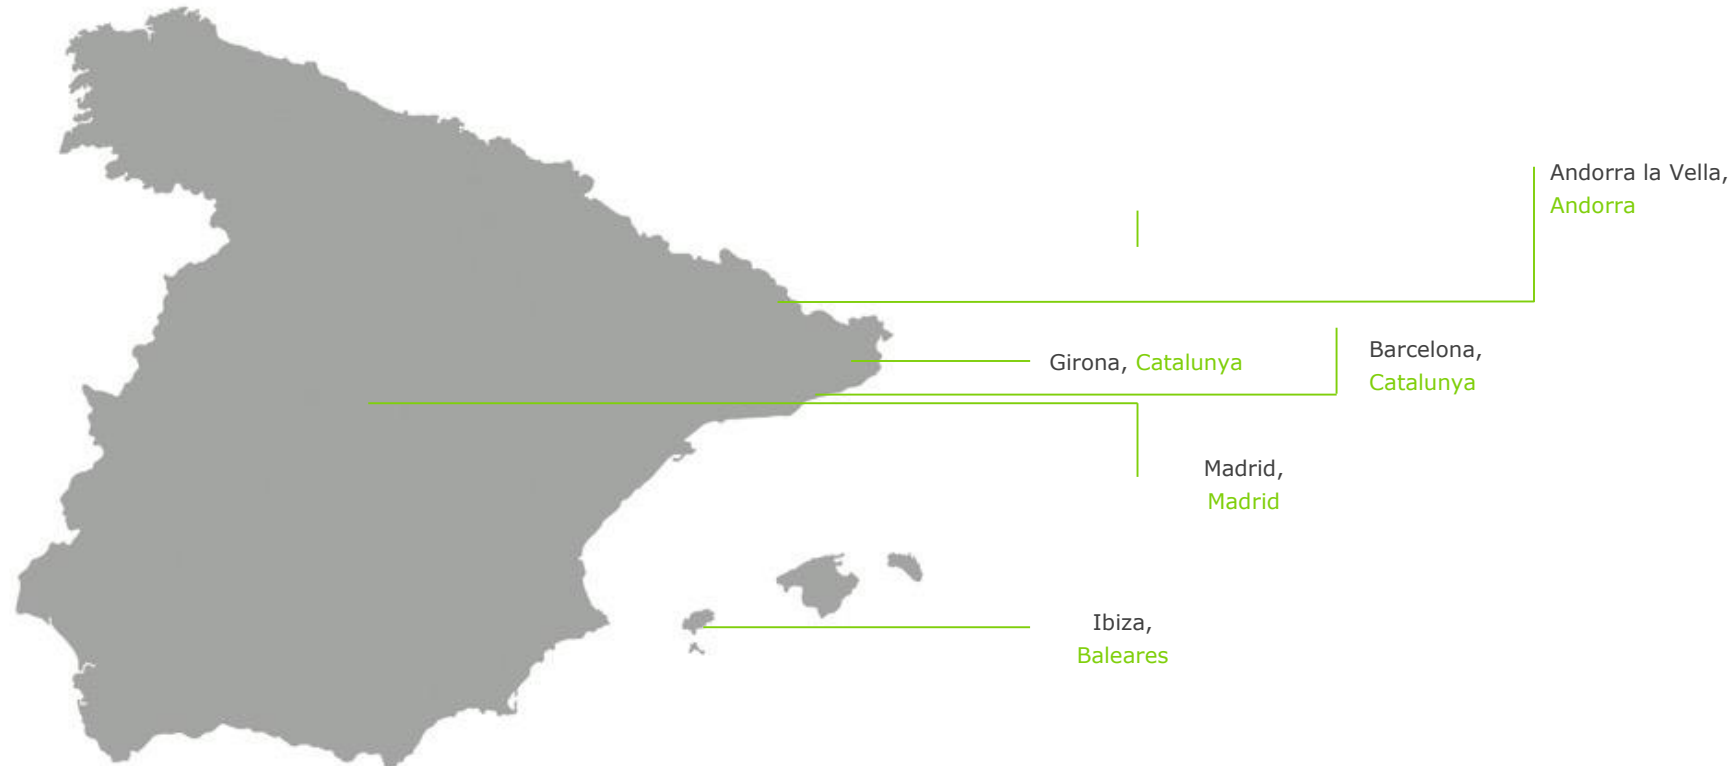 Andorra la Vella,
Andorra
Barcelona,
Catalunya
Girona, Catalunya
Madrid,
Madrid
Ibiza,
Baleares